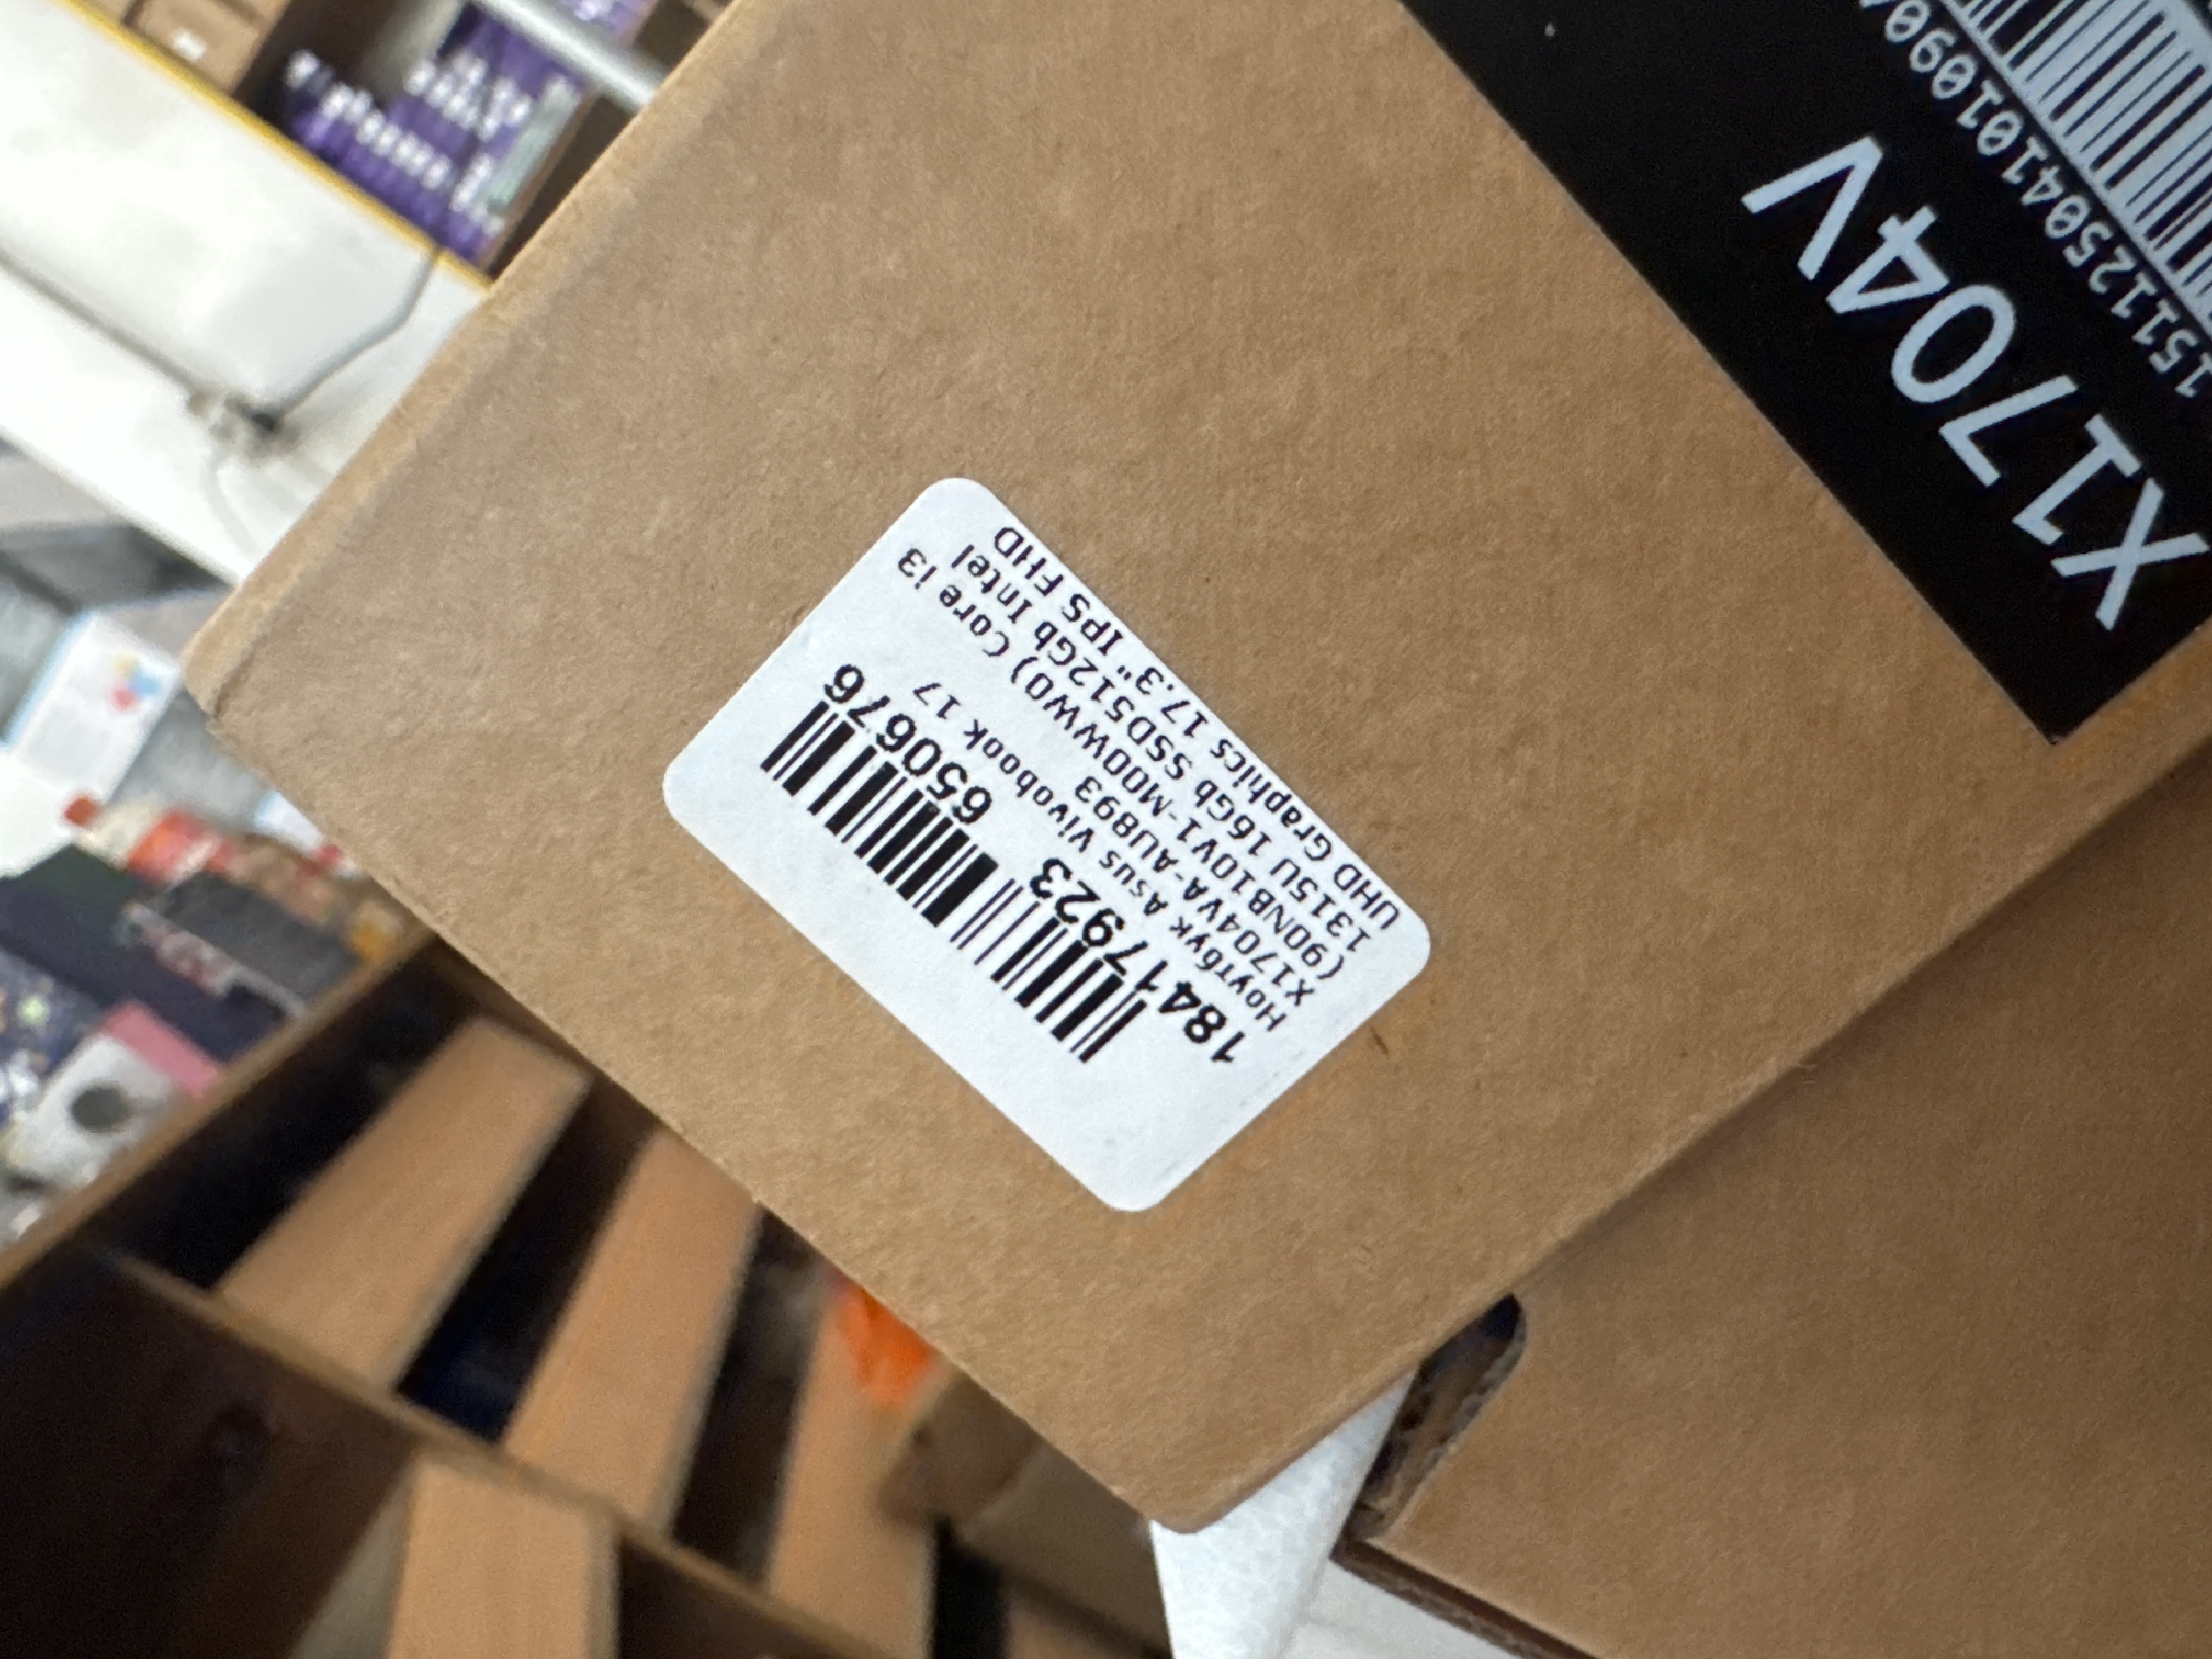 18417923 650676
Ноутбук Asus Vivobook 17
X1704VA-AU893
(90NB10V1-M00WW0) Core i3
1315U 16Gb SSD512Gb Intel
UHD Graphics 17.3" IPS FHD
X1704V